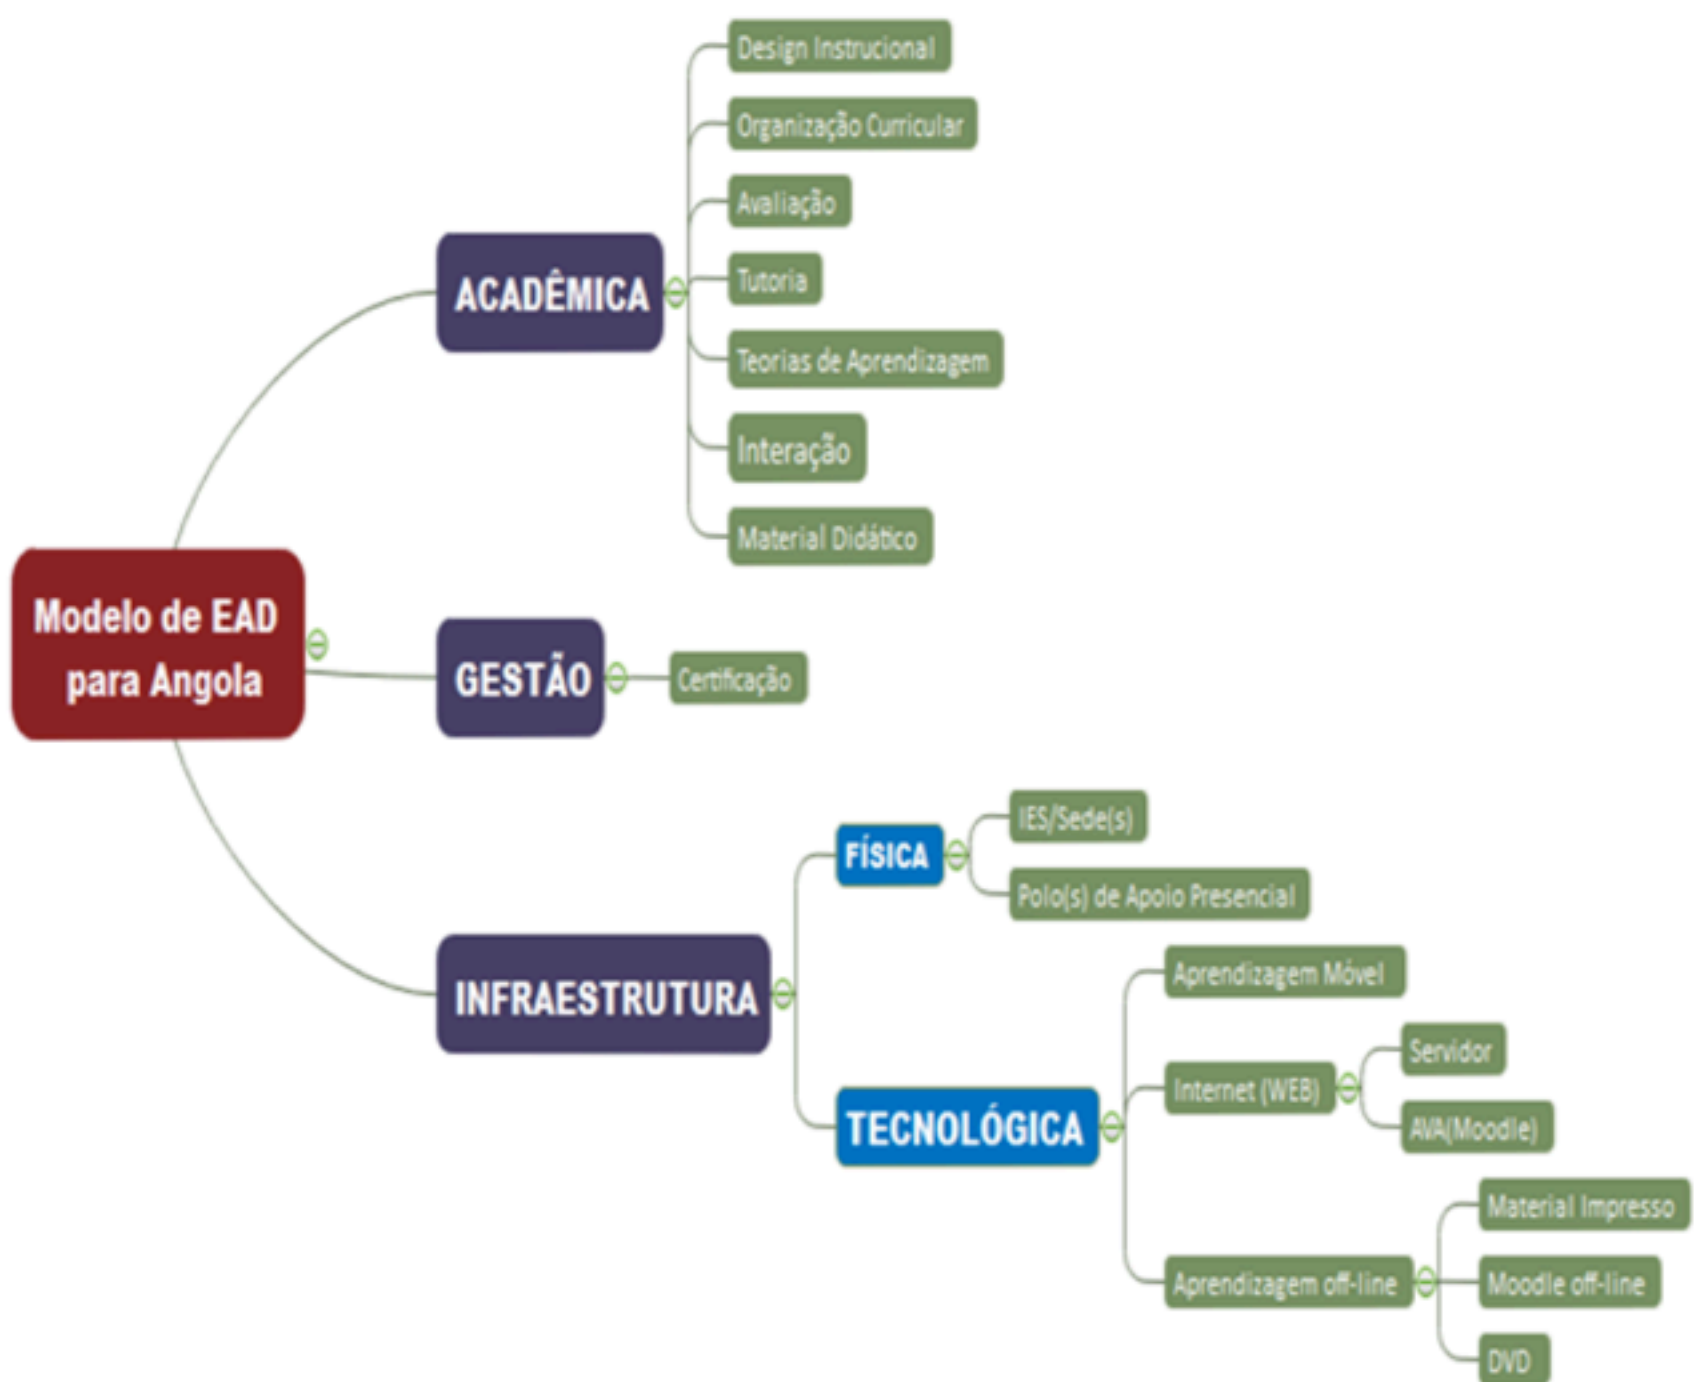 Design Instrucional
Organização Curricular
Avaliação
ACADÊMICA
Tutoria
Teorias de Aprendizagem
Interação
Material Didático
Modelo de EAD
para Angola
GESTÃO
Certificação
INFRAESTRUTURA
FÍSICA
IES/Sede(s)
Polo(s) de Apoio Presencial
TECNOLÓGICA
Aprendizagem Móvel
Internet (WEB)
Servidor
AVA(Moodle)
Aprendizagem off-line
Material Impresso
Moodle off-line
DVD